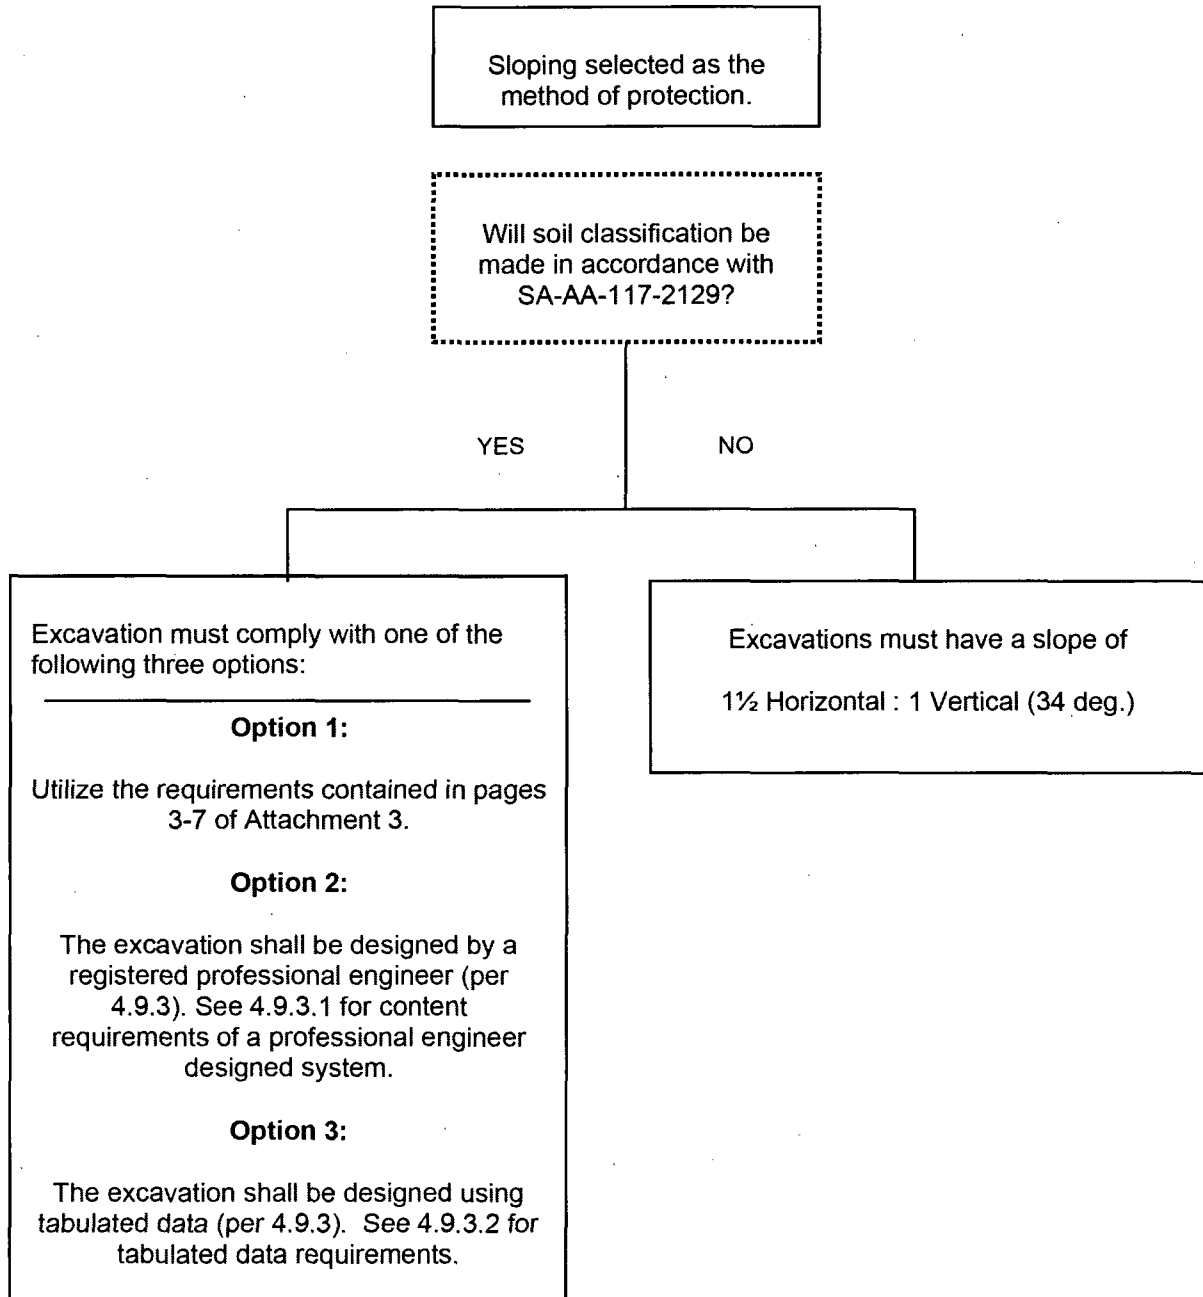 Sloping selected as the
method of protection.
Will soil classification be
made in accordance with
SA-AA-117-2129?
YES
NO
Excavation must comply with one of the
following three options:
Option 1:
Utilize the requirements contained in pages
3-7 of Attachment 3.
Option 2:
The excavation shall be designed by a
registered professional engineer (per
4.9.3). See 4.9.3.1 for content
requirements of a professional engineer
designed system.
Option 3:
The excavation shall be designed using
tabulated data (per 4.9.3).  See 4.9.3.2 for
tabulated data requirements.
Excavations must have a slope of
1½ Horizontal : 1 Vertical (34 deg.)